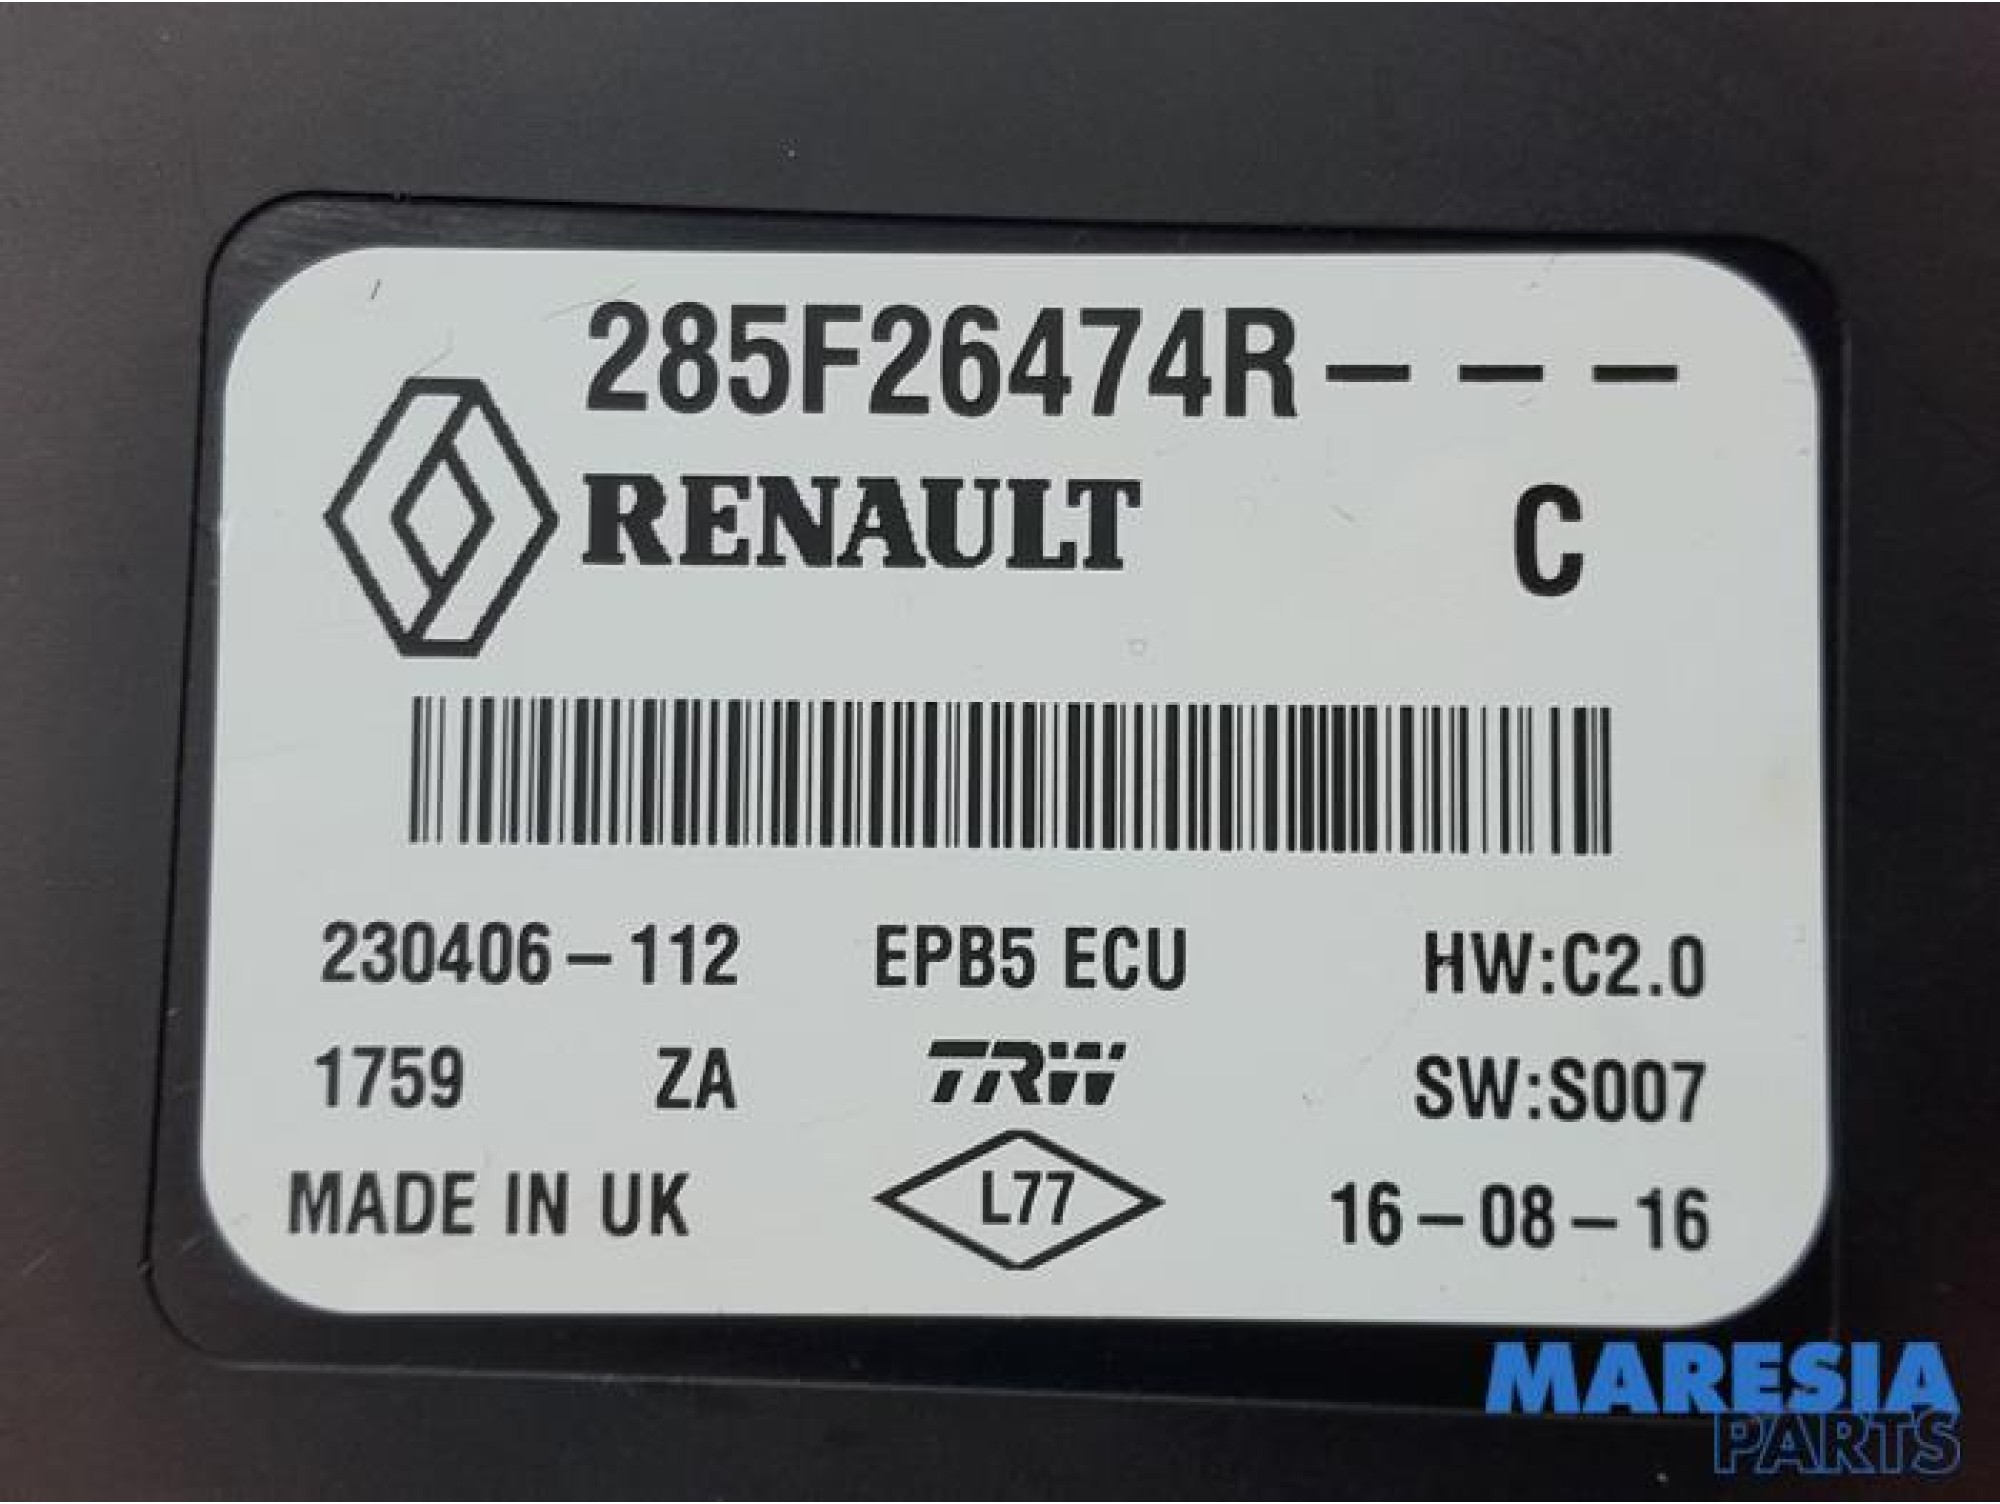 285F26474R– – –
RENAULT C
230406–112 EPB5 ECU HW:C2.0
1759 ZA TRW SW:S007
MADE IN UK L77 16–08–16
MARESIA
PARTS